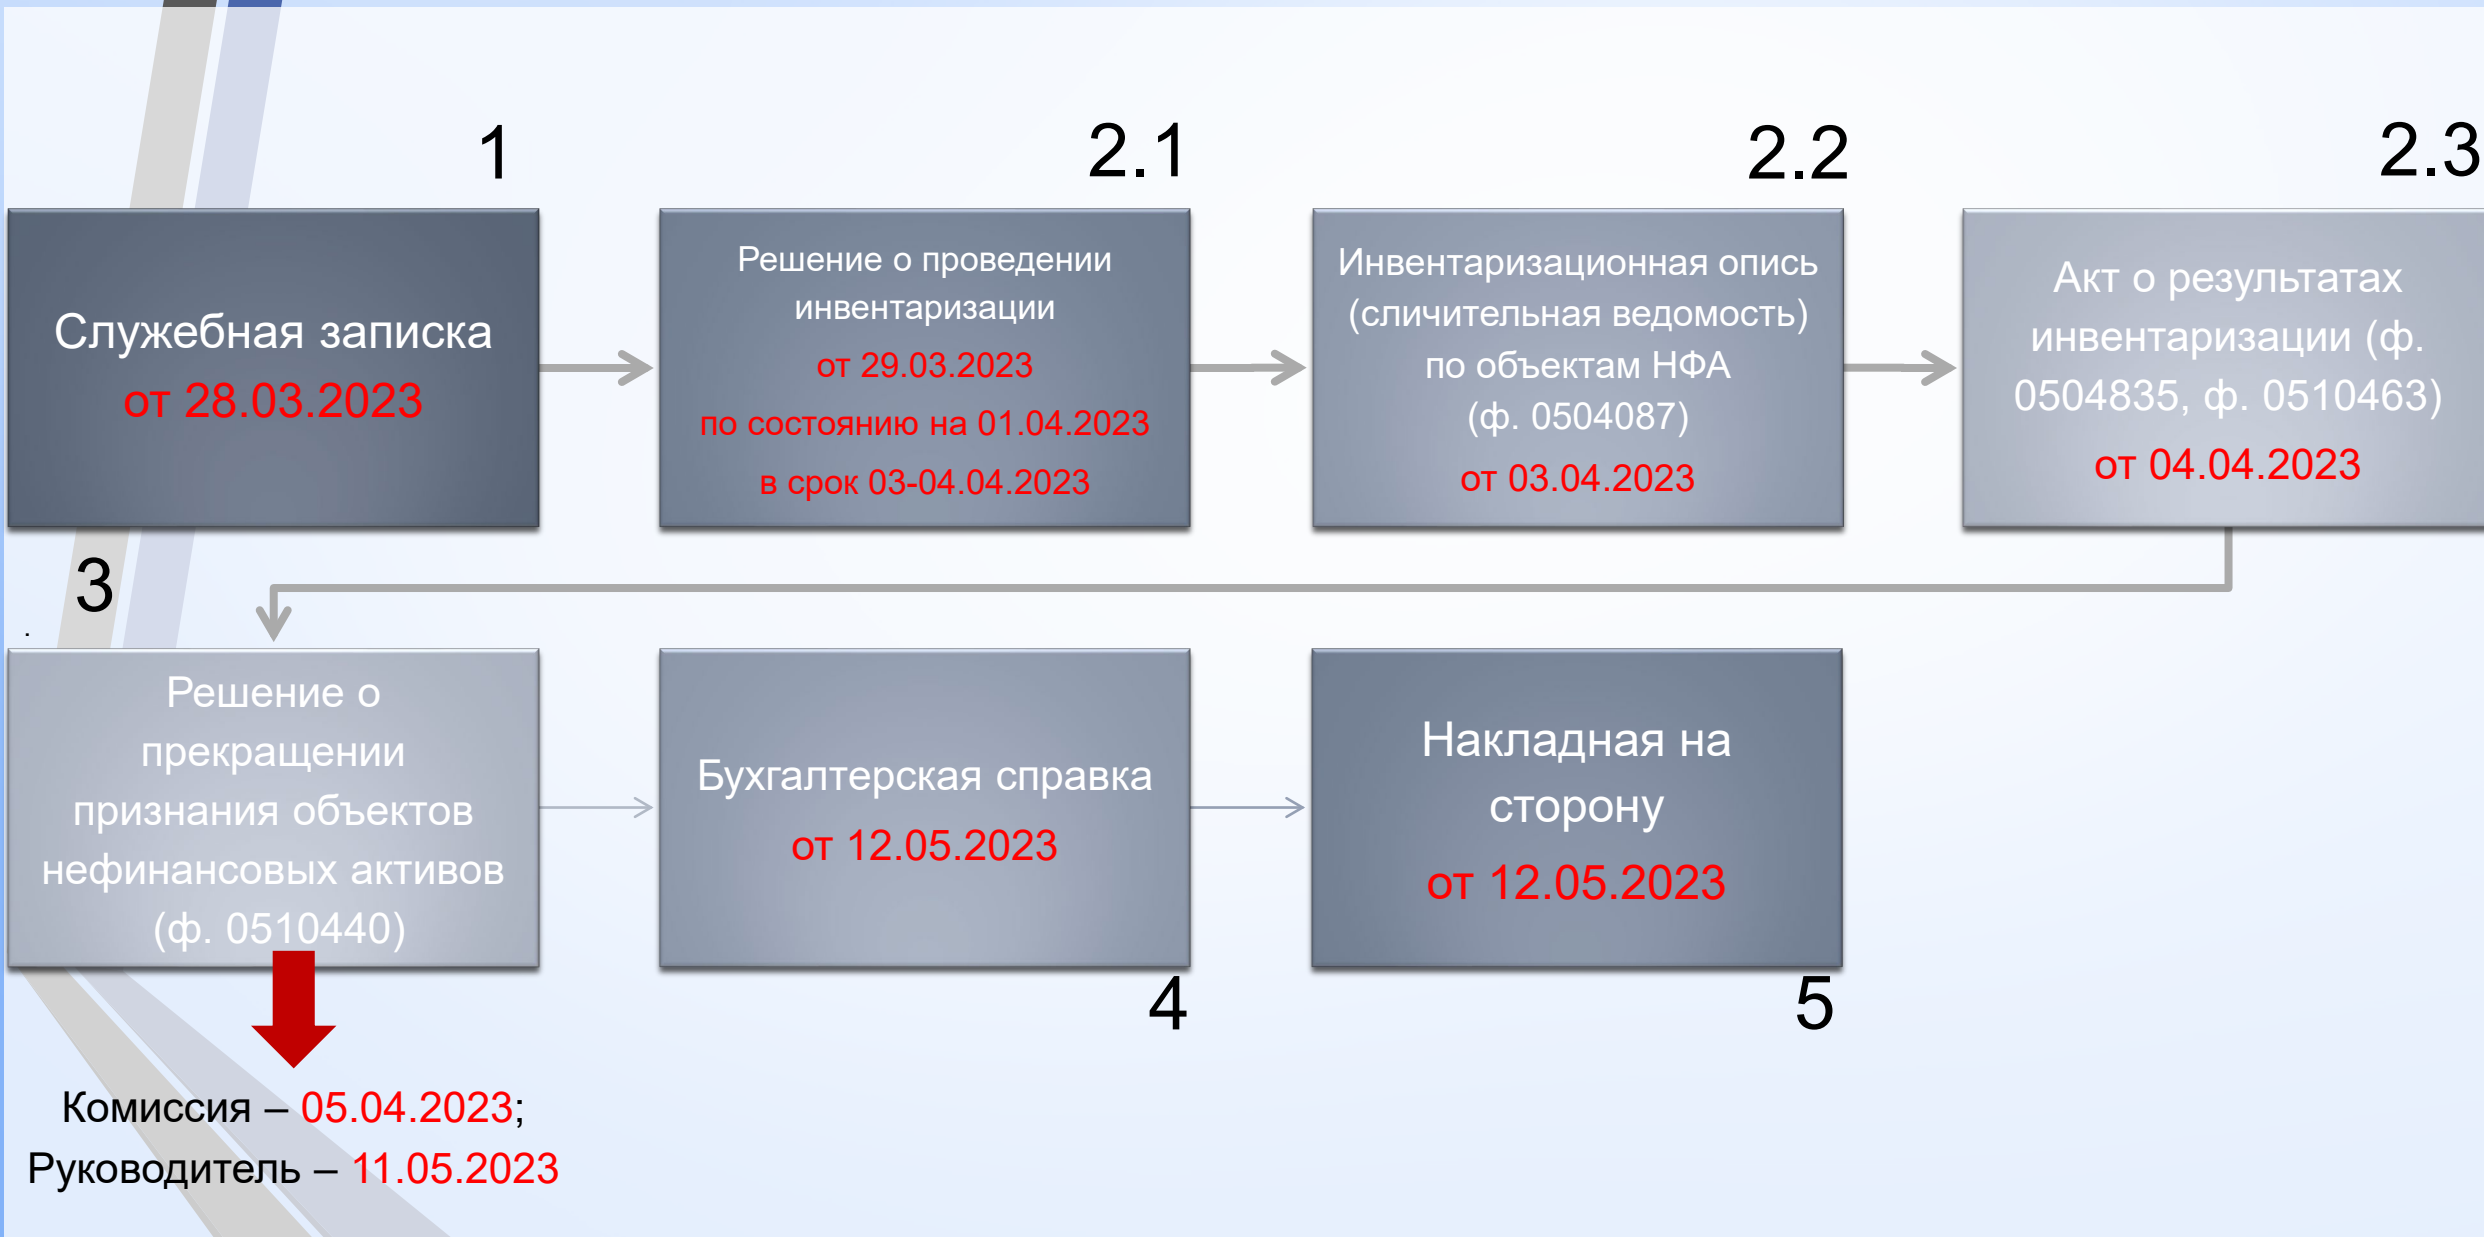 1
2.1
2.2
2.3
Служебная записка
от 28.03.2023
Решение о проведении
инвентаризации
от 29.03.2023
по состоянию на 01.04.2023
в срок 03-04.04.2023
Инвентаризационная опись
(сличительная ведомость)
по объектам НФА
(ф. 0504087)
от 03.04.2023
Акт о результатах
инвентаризации (ф.
0504835, ф. 0510463)
от 04.04.2023
3
.
Решение о
прекращении
признания объектов
нефинансовых активов
(ф. 0510440)
Бухгалтерская справка
от 12.05.2023
4
Накладная на
сторону
от 12.05.2023
5
Комиссия – 05.04.2023;
Руководитель – 11.05.2023